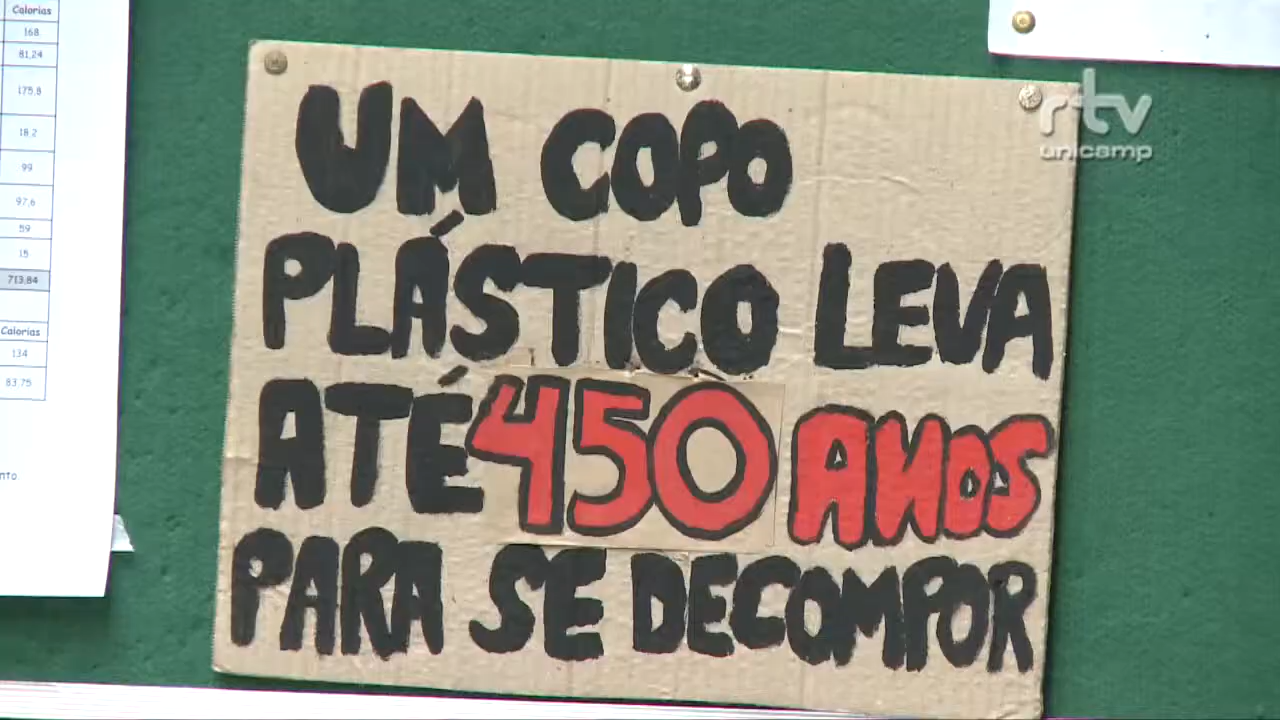 Calorias
168
81,24
175,8
18,2
99
97,6
59
15
713,84
Calorias
134
83,75
nto.
UM COPO
PLÁSTICO LEVA
ATÉ 450 ANOS
PARA SE DECOMPOR
rtv
unicamp